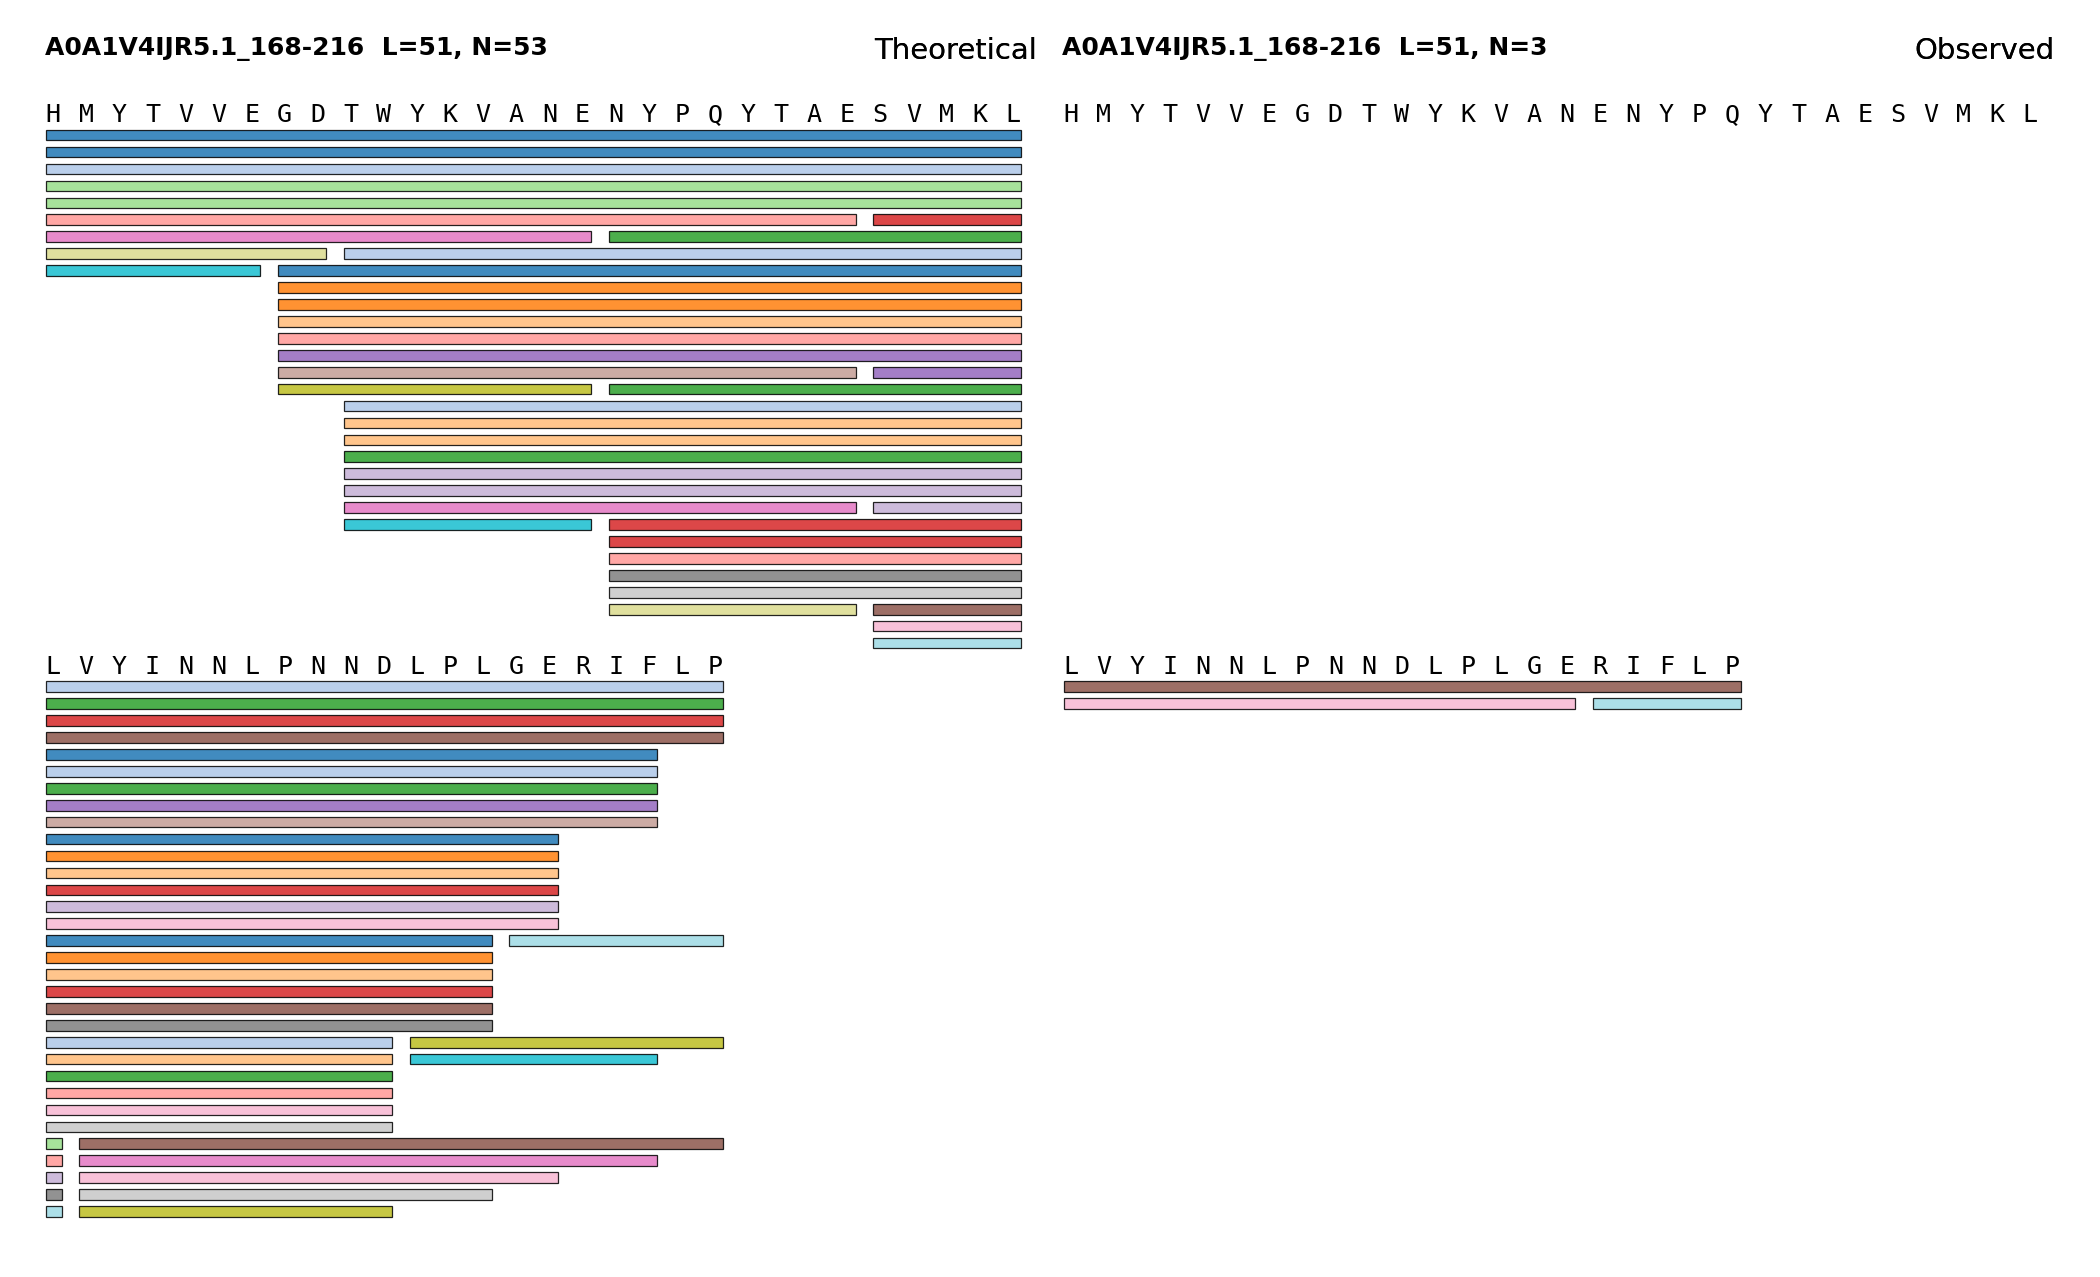 A0A1V4IJR5.1_168-216 L=51, N=53 Theoretical
A0A1V4IJR5.1_168-216 L=51, N=3 Observed
H M Y T V V E G D T W Y K V A N E N Y P Q Y T A E S V M K L
H M Y T V V E G D T W Y K V A N E N Y P Q Y T A E S V M K L
L V Y I N N L P N N D L P L G E R I F L P
L V Y I N N L P N N D L P L G E R I F L P